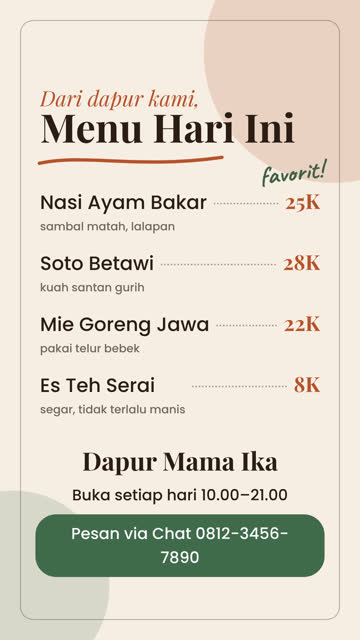 Dari dapur kami,
Menu Hari Ini
favorit!
Nasi Ayam Bakar 25K
sambal matah, lalapan
Soto Betawi 28K
kuah santan gurih
Mie Goreng Jawa 22K
pakai telur bebek
Es Teh Serai 8K
segar, tidak terlalu manis
Dapur Mama Ika
Buka setiap hari 10.00–21.00
Pesan via Chat 0812-3456-
7890